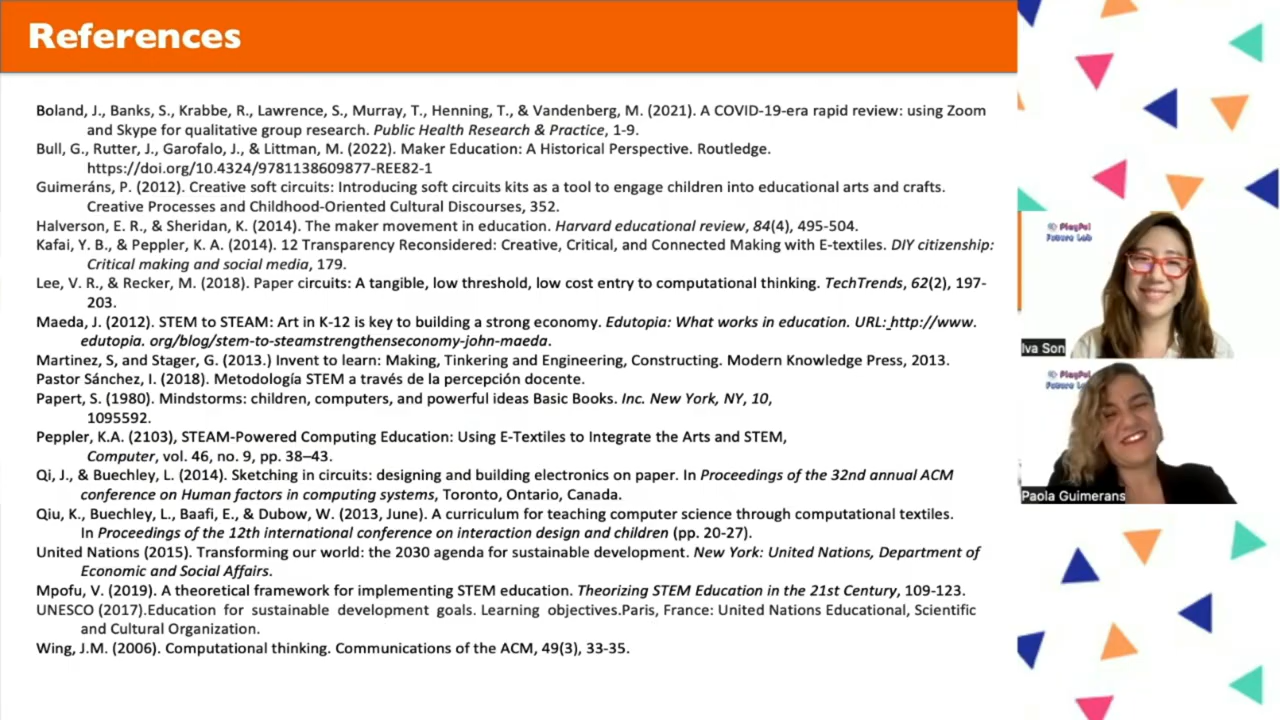 References
Boland, J., Banks, S., Krabbe, R., Lawrence, S., Murray, T., Henning, T., & Vandenberg, M. (2021). A COVID-19-era rapid review: using Zoom
and Skype for qualitative group research. Public Health Research & Practice, 1-9.
Bull, G., Rutter, J., Garofalo, J., & Littman, M. (2022). Maker Education: A Historical Perspective. Routledge.
https://doi.org/10.4324/9781138609877-REE82-1
Guimeráns, P. (2012). Creative soft circuits: Introducing soft circuits kits as a tool to engage children into educational arts and crafts.
Creative Processes and Childhood-Oriented Cultural Discourses, 352.
Halverson, E. R., & Sheridan, K. (2014). The maker movement in education. Harvard educational review, 84(4), 495-504.
Kafai, Y. B., & Peppler, K. A. (2014). 12 Transparency Reconsidered: Creative, Critical, and Connected Making with E-textiles. DIY citizenship:
Critical making and social media, 179.
Lee, V. R., & Recker, M. (2018). Paper circuits: A tangible, low threshold, low cost entry to computational thinking. TechTrends, 62(2), 197-
203.
Maeda, J. (2012). STEM to STEAM: Art in K-12 is key to building a strong economy. Edutopia: What works in education. URL: http://www.
edutopia. org/blog/stem-to-steamstrengthenseconomy-john-maeda.
Martinez, S, and Stager, G. (2013.) Invent to learn: Making, Tinkering and Engineering, Constructing. Modern Knowledge Press, 2013.
Pastor Sánchez, I. (2018). Metodología STEM a través de la percepción docente.
Papert, S. (1980). Mindstorms: children, computers, and powerful ideas Basic Books. Inc. New York, NY, 10,
1095592.
Peppler, K.A. (2103), STEAM-Powered Computing Education: Using E-Textiles to Integrate the Arts and STEM,
Computer, vol. 46, no. 9, pp. 38–43.
Qi, J., & Buechley, L. (2014). Sketching in circuits: designing and building electronics on paper. In Proceedings of the 32nd annual ACM
conference on Human factors in computing systems, Toronto, Ontario, Canada.
Qiu, K., Buechley, L., Baafi, E., & Dubow, W. (2013, June). A curriculum for teaching computer science through computational textiles.
In Proceedings of the 12th international conference on interaction design and children (pp. 20-27).
United Nations (2015). Transforming our world: the 2030 agenda for sustainable development. New York: United Nations, Department of
Economic and Social Affairs.
Mpofu, V. (2019). A theoretical framework for implementing STEM education. Theorizing STEM Education in the 21st Century, 109-123.
UNESCO (2017).Education for sustainable development goals. Learning objectives.Paris, France: United Nations Educational, Scientific
and Cultural Organization.
Wing, J.M. (2006). Computational thinking. Communications of the ACM, 49(3), 33-35.
PlayPal
Future Lab
Iva Son
PlayPal
Future Lab
Paola Guimerans